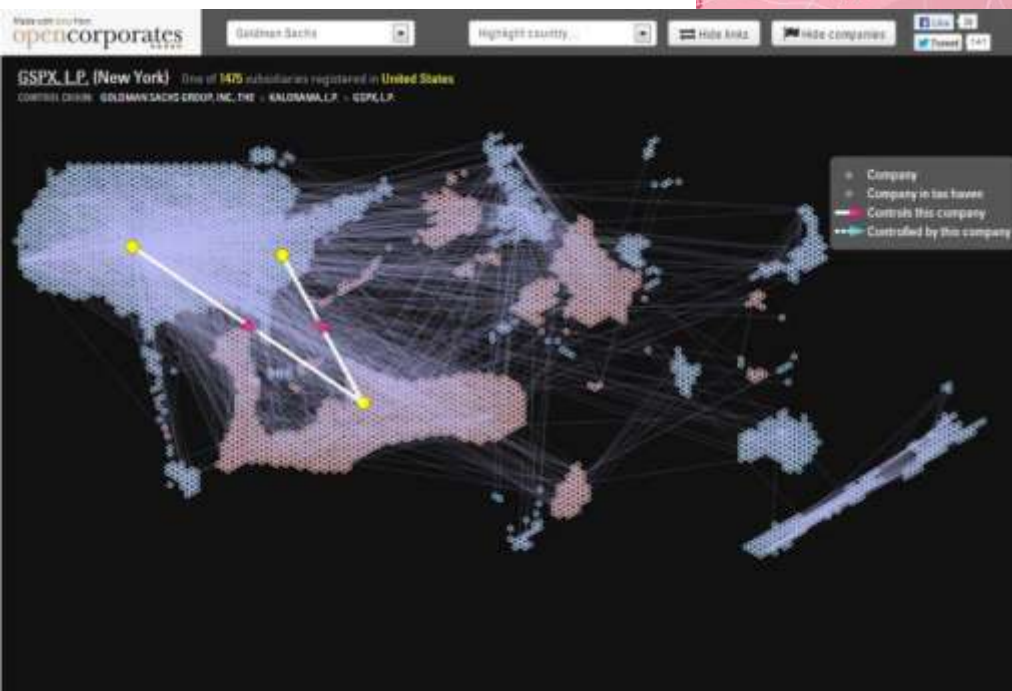 Made with data from
opencorporates
Goldman Sachs
Highlight country...
Hide links
Hide companies
Like
Tweet
GSPX, L.P. (New York) One of 1475 subsidiaries registered in United States
CONTROL CHAIN: GOLDMAN SACHS GROUP, INC., THE KALORAMA, L.P. GSPX, L.P.
Company
Company in tax haven
Controls this company
Controlled by this company